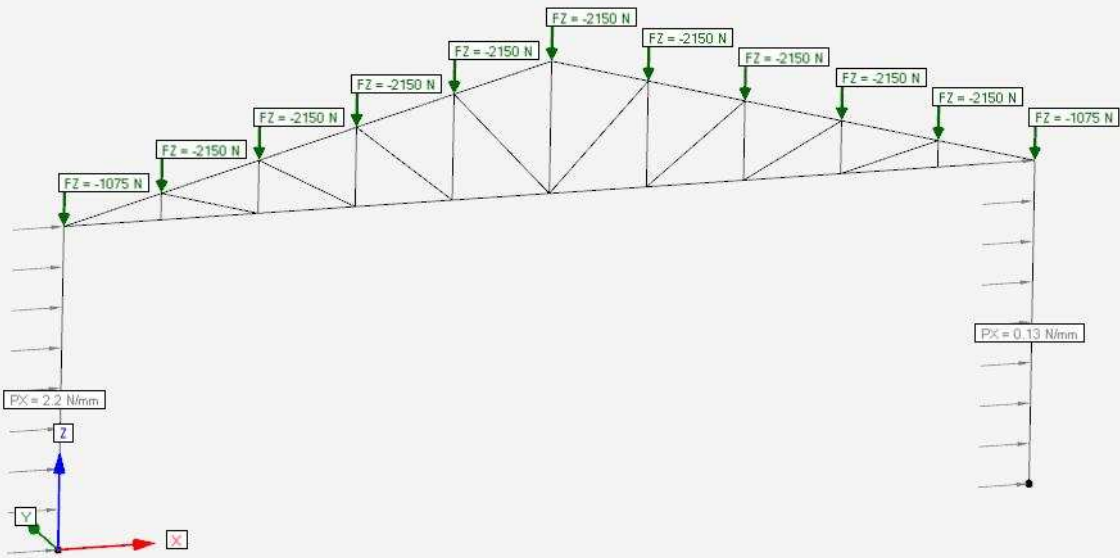 FZ = -2150 N
FZ = -2150 N
FZ = -2150 N
FZ = -2150 N
FZ = -2150 N
FZ = -2150 N
FZ = -2150 N
FZ = -2150 N
FZ = -2150 N
FZ = -1075 N
FZ = -1075 N
PX = 0.13 N/mm
PX = 2.2 N/mm
Z
Y
X